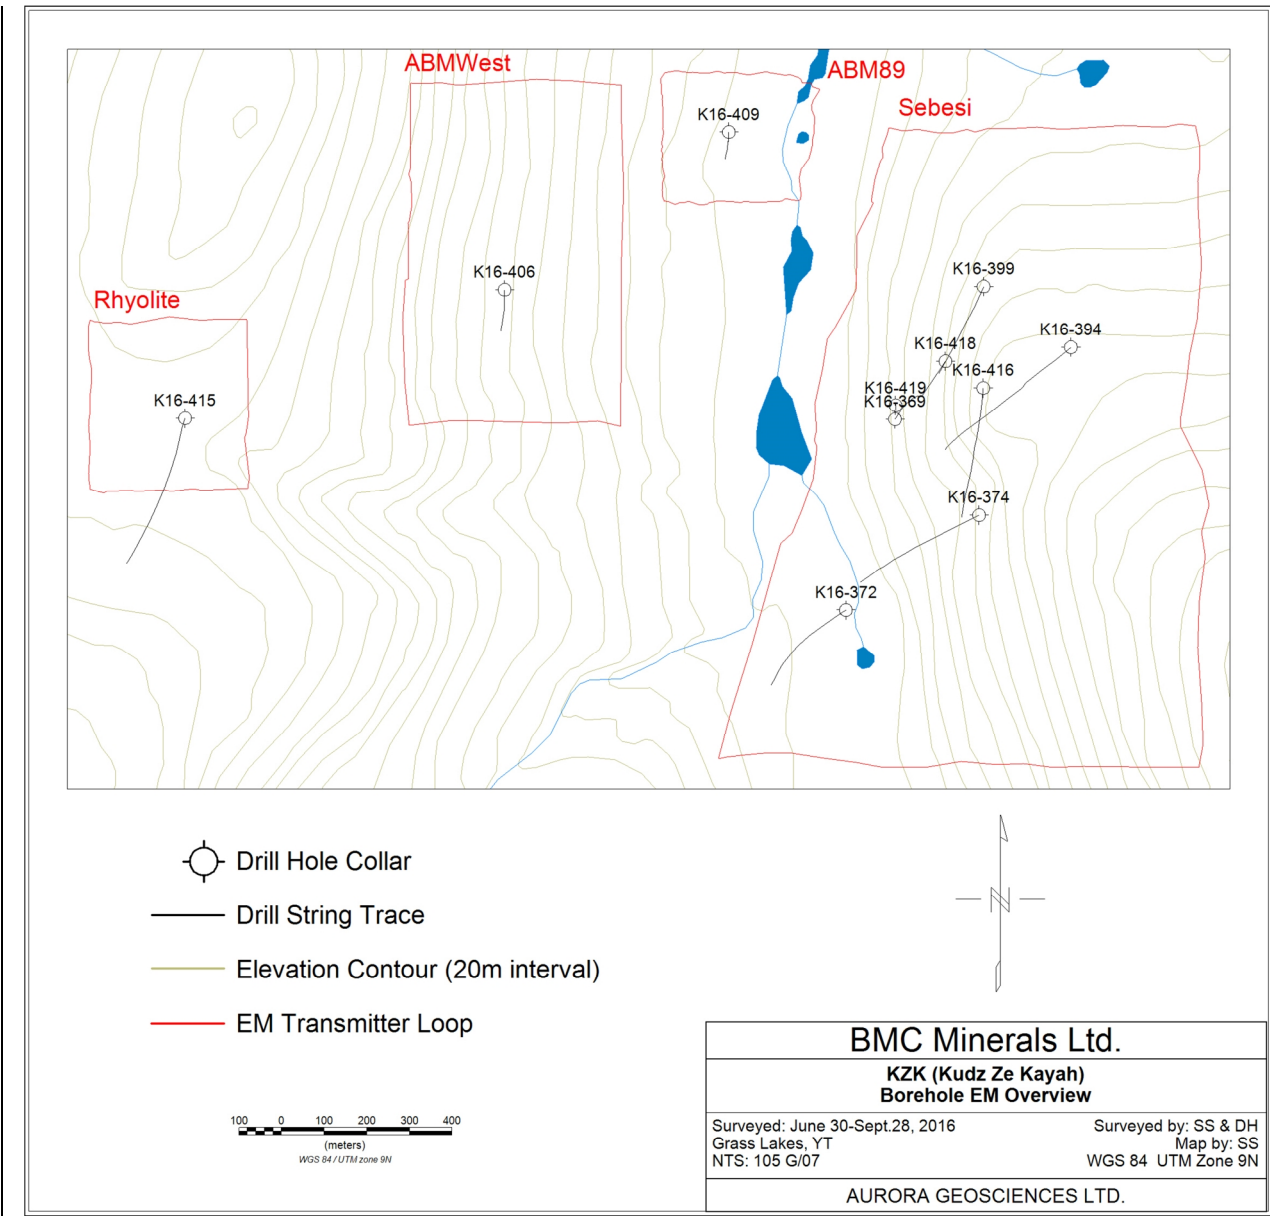 ABMWest
ABM89
Sebesi
K16-409
K16-399
K16-406
Rhyolite
K16-394
K16-418
K16-416
K16-419
K16-369
K16-415
K16-374
K16-372
Drill Hole Collar
Drill String Trace
Elevation Contour (20m interval)
EM Transmitter Loop
N
100 0 100 200 300 400
(meters)
WGS 84 / UTM zone 9N
BMC Minerals Ltd.
KZK (Kudz Ze Kayah)
Borehole EM Overview
Surveyed: June 30-Sept.28, 2016
Grass Lakes, YT
NTS: 105 G/07
Surveyed by: SS & DH
Map by: SS
WGS 84 UTM Zone 9N
AURORA GEOSCIENCES LTD.